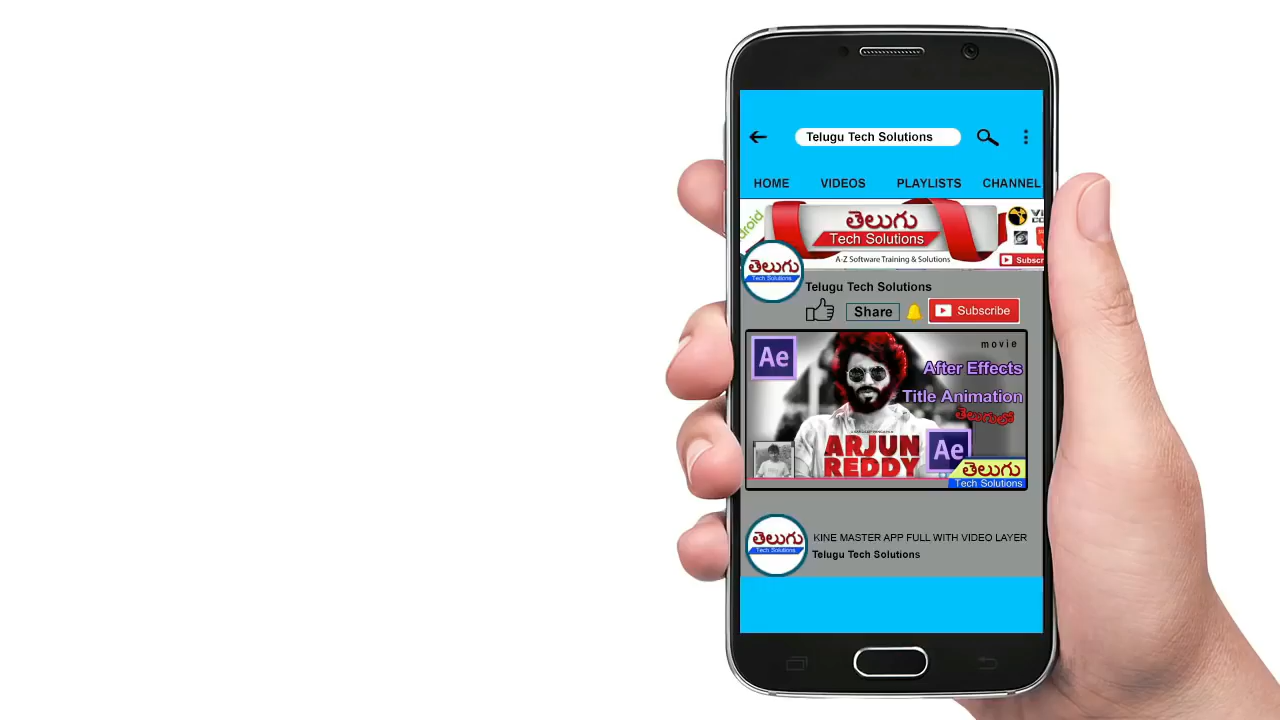 Telugu Tech Solutions
HOME VIDEOS PLAYLISTS CHANNEL
తెలుగు
Tech Solutions
A-Z Software Training & Solutions
Subscr
తెలుగు
Tech Solutions
Telugu Tech Solutions
Share Subscribe
Ae
movie
After Effects
Title Animation
తెలుగులో
ARJUN
REDDY
Ae
తెలుగు
Tech Solutions
తెలుగు
Tech Solutions
KINE MASTER APP FULL WITH VIDEO LAYER
Telugu Tech Solutions